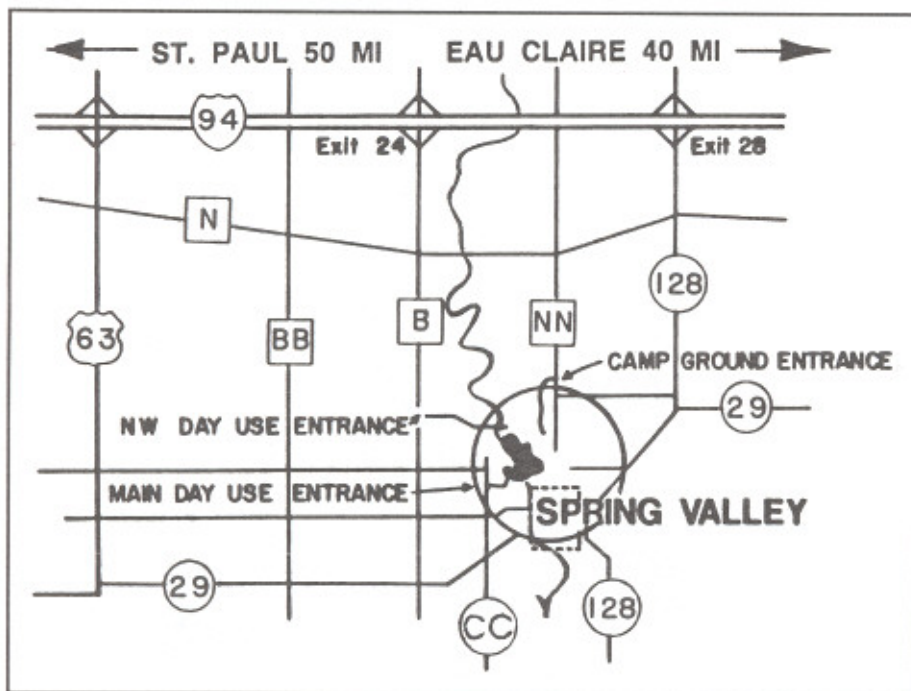 ST. PAUL 50 MI EAU CLAIRE 40 MI
94
Exit 24 Exit 28
N
128
63 BB B NN
CAMP GROUND ENTRANCE
29
NW DAY USE ENTRANCE
MAIN DAY USE ENTRANCE
SPRING VALLEY
29
CC 128